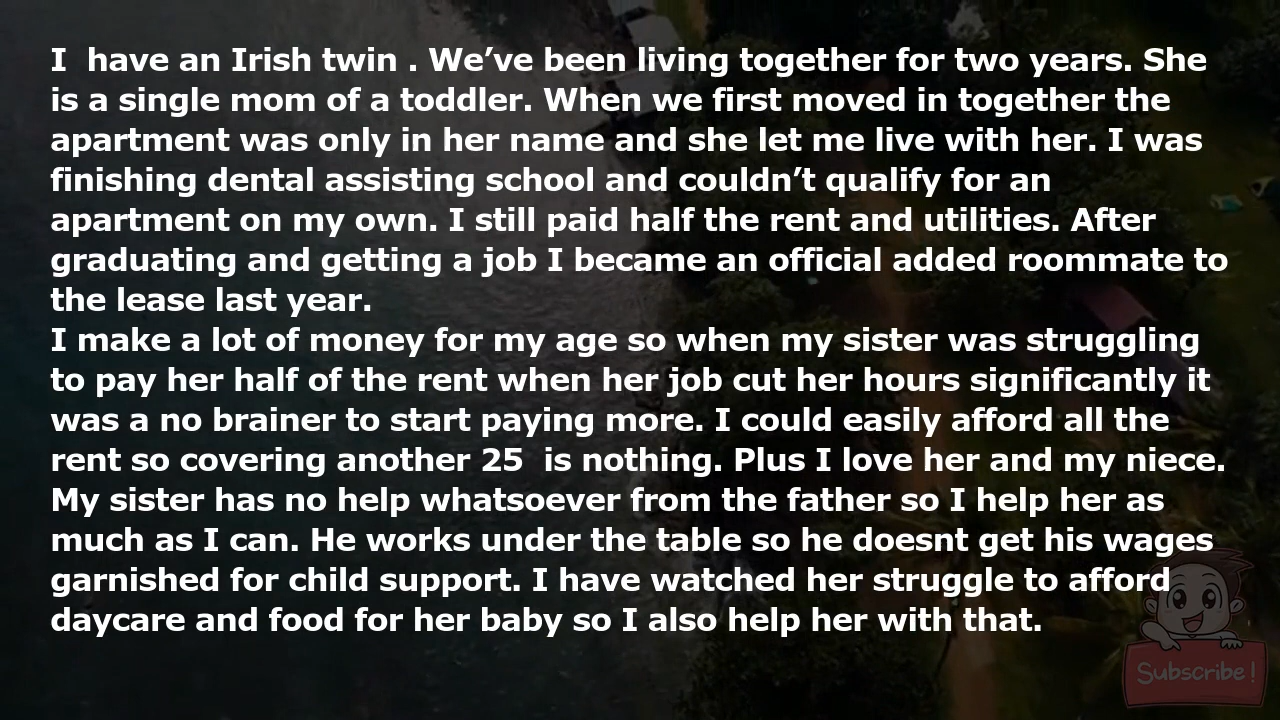 I  have an Irish twin . We’ve been living together for two years. She
is a single mom of a toddler. When we first moved in together the
apartment was only in her name and she let me live with her. I was
finishing dental assisting school and couldn’t qualify for an
apartment on my own. I still paid half the rent and utilities. After
graduating and getting a job I became an official added roommate to
the lease last year.
I make a lot of money for my age so when my sister was struggling
to pay her half of the rent when her job cut her hours significantly it
was a no brainer to start paying more. I could easily afford all the
rent so covering another 25  is nothing. Plus I love her and my niece.
My sister has no help whatsoever from the father so I help her as
much as I can. He works under the table so he doesnt get his wages
garnished for child support. I have watched her struggle to afford
daycare and food for her baby so I also help her with that.
Subscribe!